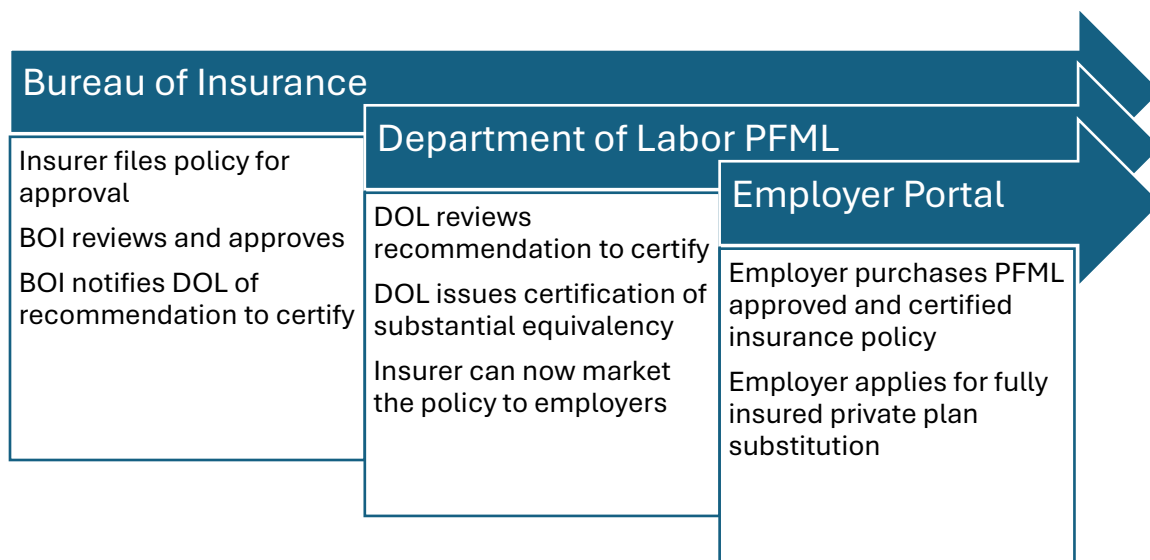 Bureau of Insurance
Insurer files policy for
approval
BOI reviews and approves
BOI notifies DOL of
recommendation to certify
Department of Labor PFML
DOL reviews
recommendation to certify
DOL issues certification of
substantial equivalency
Insurer can now market
the policy to employers
Employer Portal
Employer purchases PFML
approved and certified
insurance policy
Employer applies for fully
insured private plan
substitution